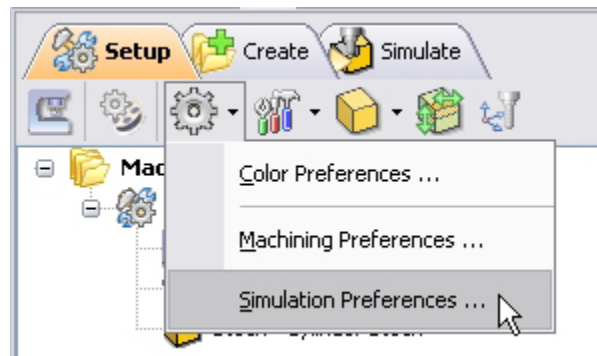 Setup Create Simulate
Mac
Color Preferences ...
Machining Preferences ...
Simulation Preferences ...